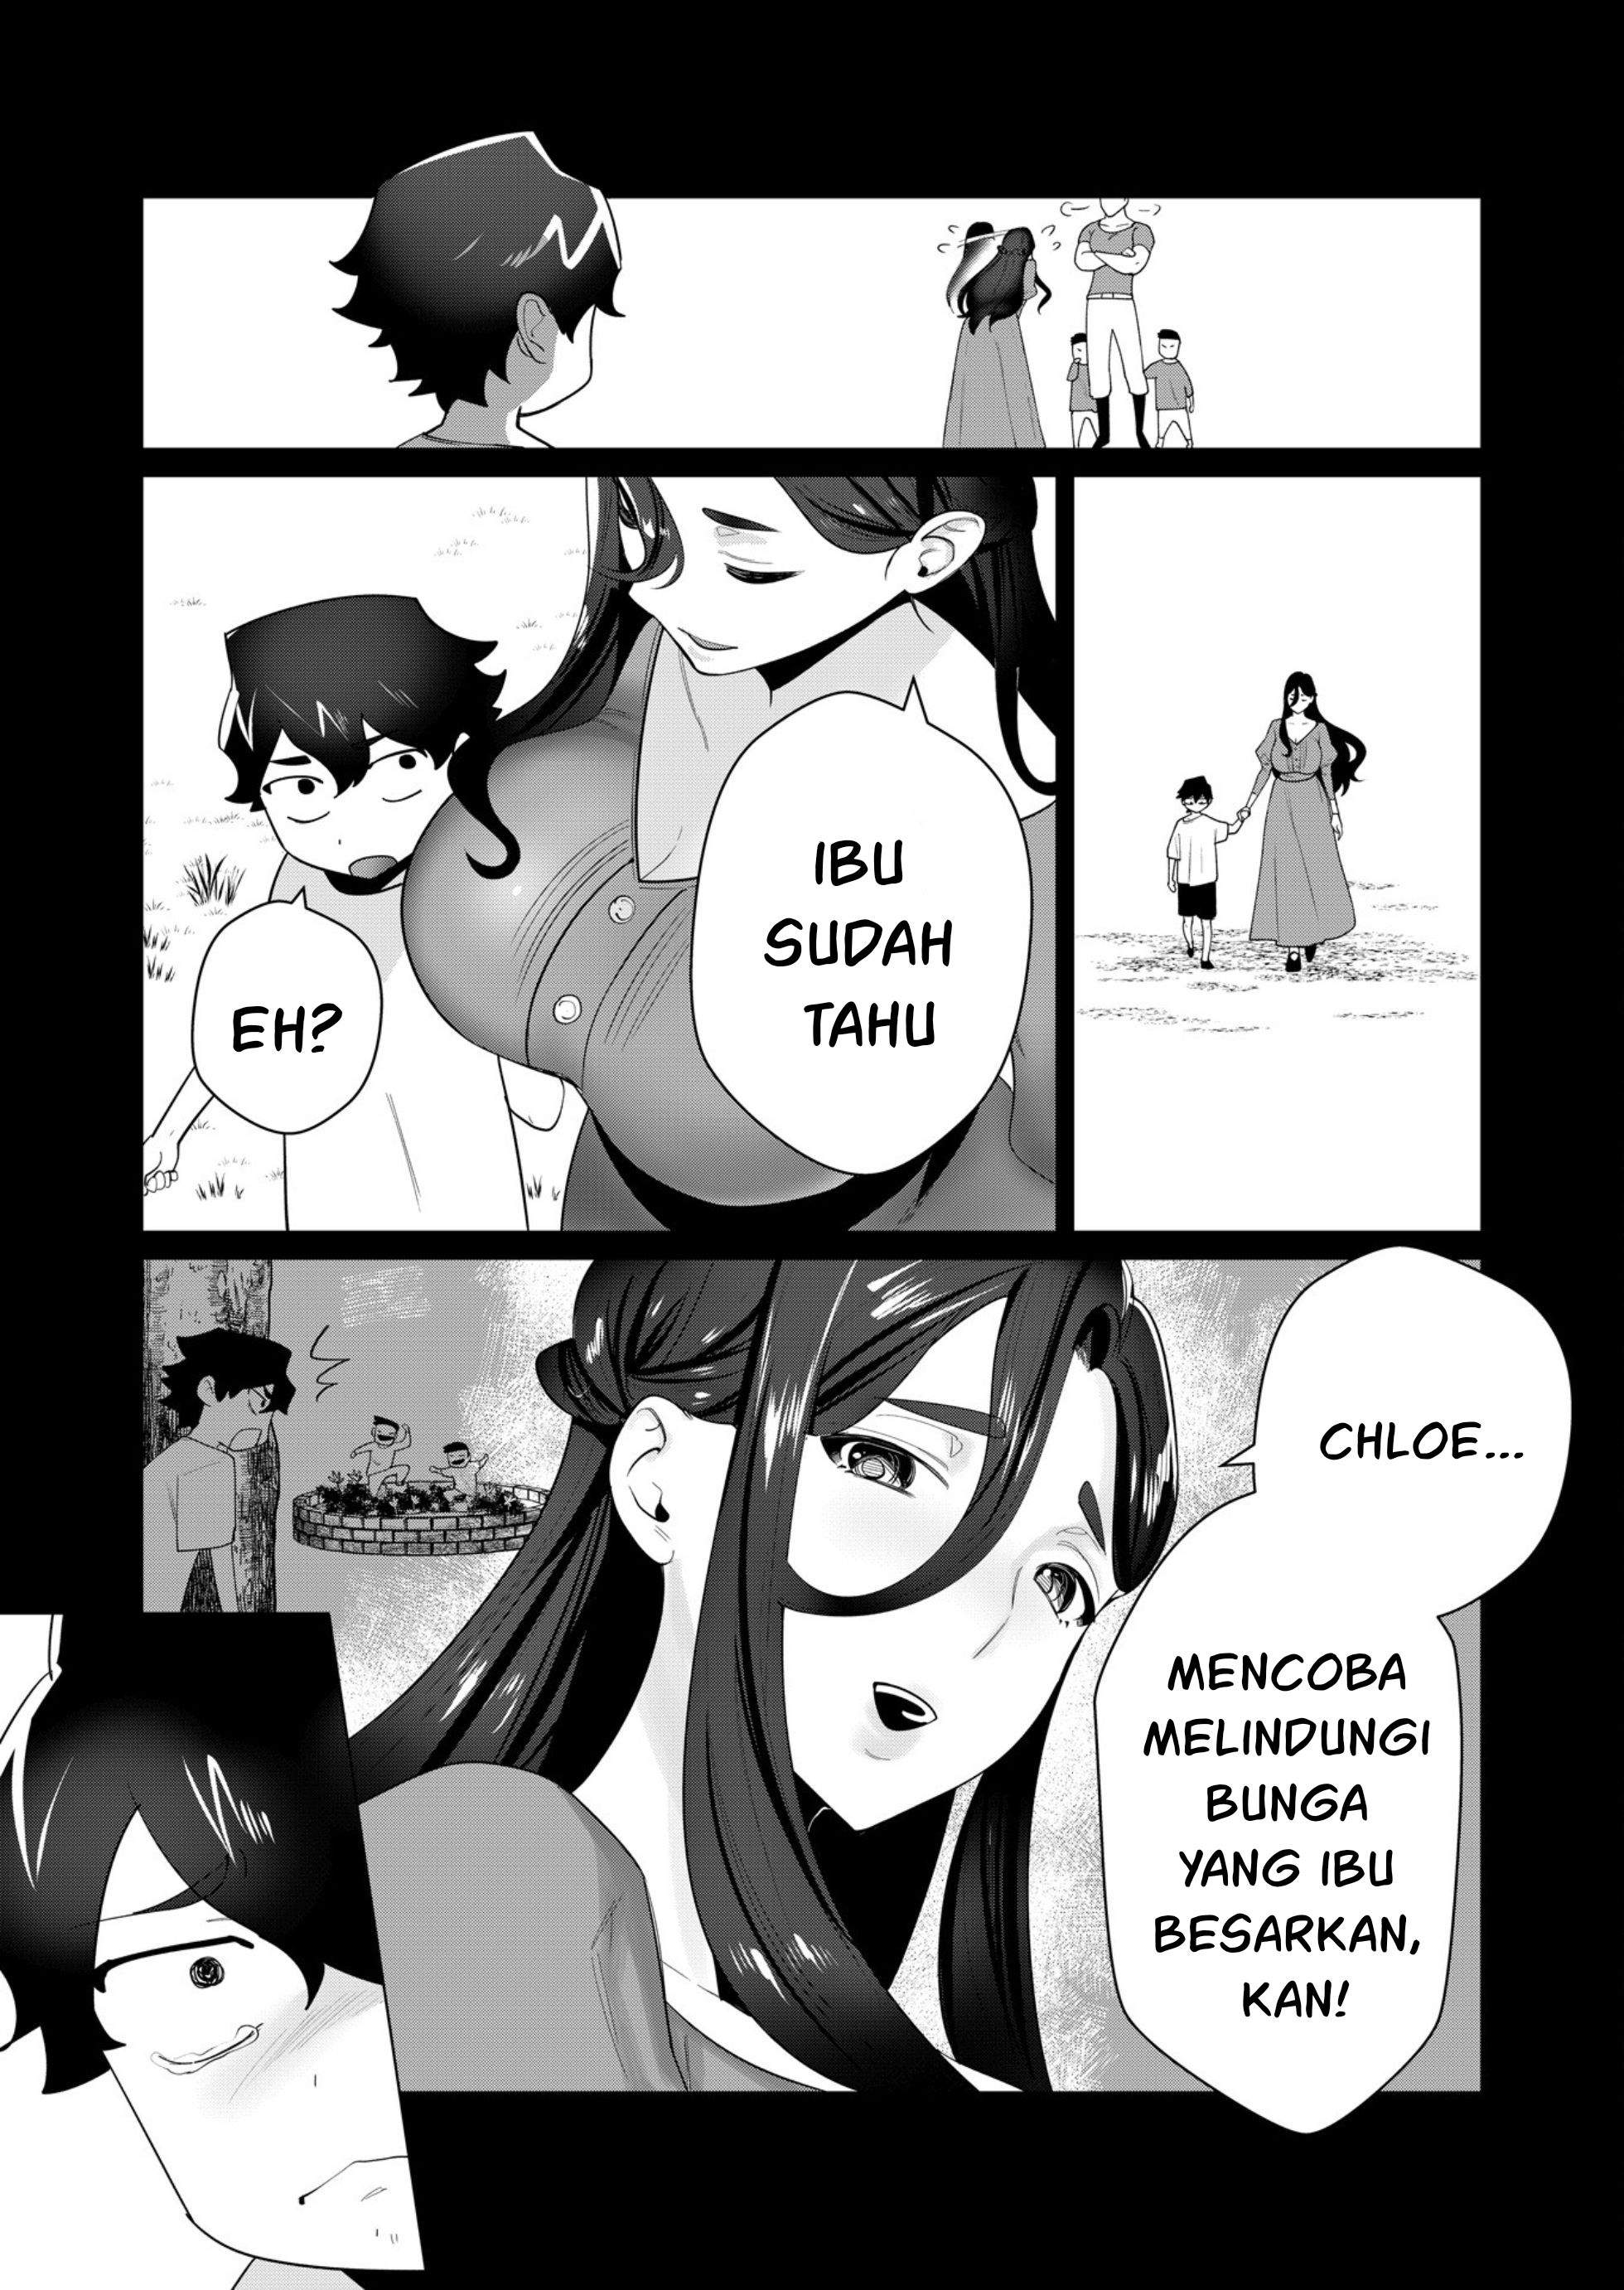 IBU
SUDAH
TAHU
EH?
CHLOE...
MENCOBA
MELINDUNGI
BUNGA
YANG IBU
BESARKAN,
KAN!